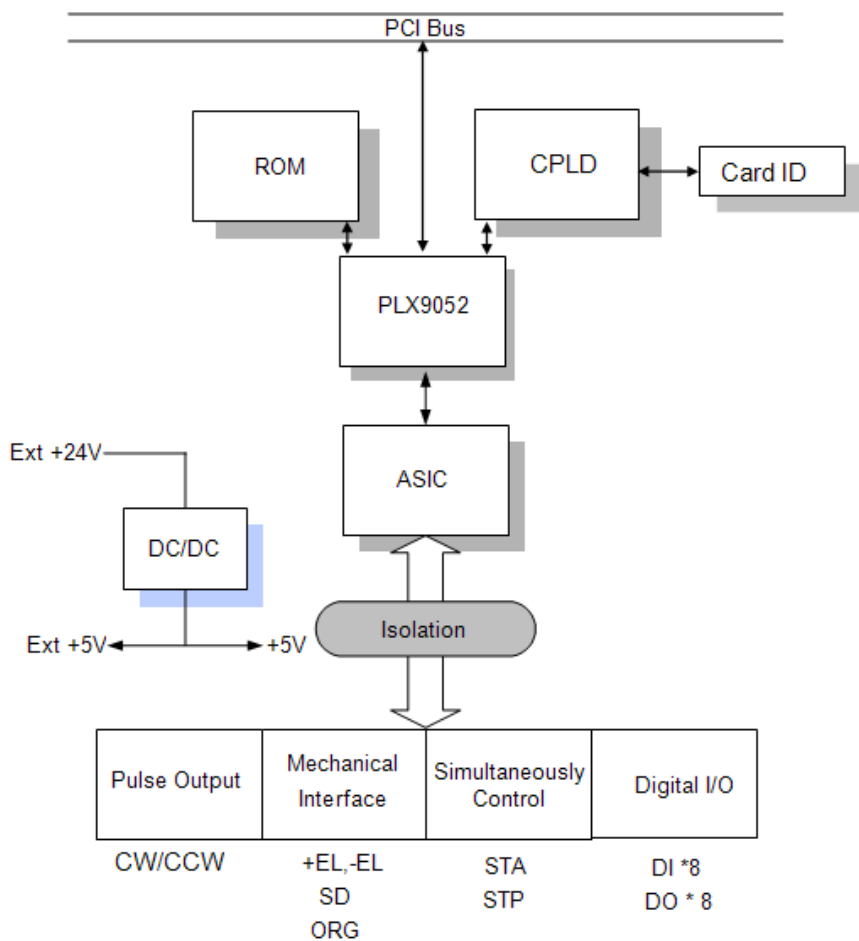 PCI Bus
ROM
CPLD
Card ID
PLX9052
ASIC
Ext +24V
DC/DC
Isolation
Ext +5V
+5V
Pulse Output
Mechanical
Interface
Simultaneously
Control
Digital I/O
CW/CCW
+EL,-EL
SD
ORG
STA
STP
DI *8
DO * 8